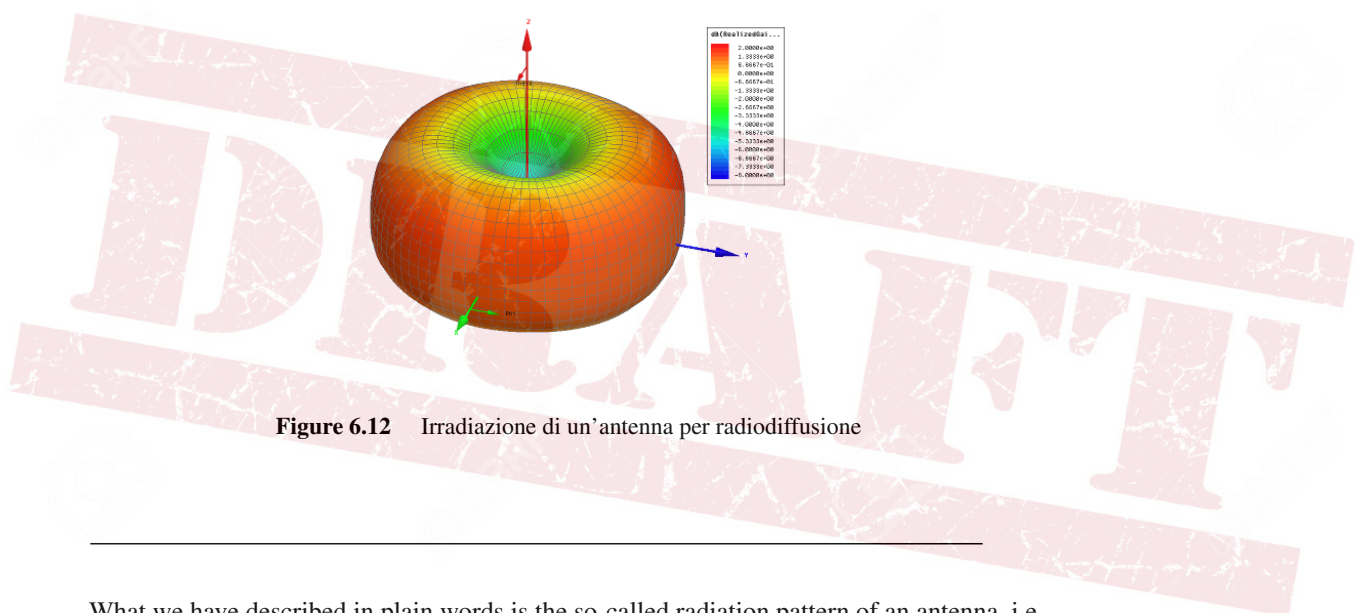 Z
dB(RealizedGai...
2.0000e+00
1.3333e+00
6.6667e-01
0.0000e+00
-6.6667e-01
-1.3333e+00
-2.0000e+00
-2.6667e+00
-3.3333e+00
-4.0000e+00
-4.6667e+00
-5.3333e+00
-6.0000e+00
-6.6667e+00
-7.3333e+00
-8.0000e+00
Y
Phi
X
DRAFT
Figure 6.12 Irradiazione di un’antenna per radiodiffusione
What we have described in plain words is the so-called radiation pattern of an antenna, i.e.